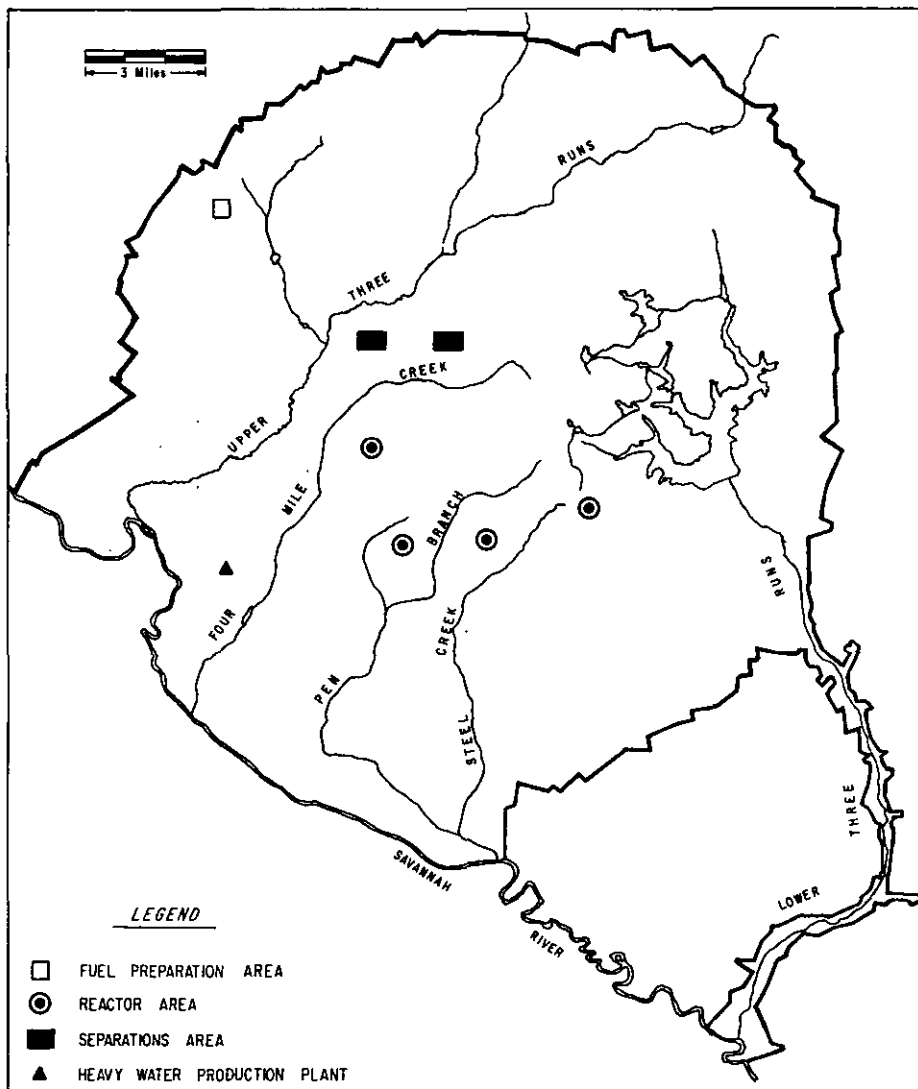 3 Miles
RUNS
THREE
CREEK
UPPER
MILE
BRANCH
FOUR
CREEK
RUNS
PEN
STEEL
THREE
SAVANNAH
LOWER
RIVER
LEGEND
FUEL PREPARATION AREA
REACTOR AREA
SEPARATIONS AREA
HEAVY WATER PRODUCTION PLANT